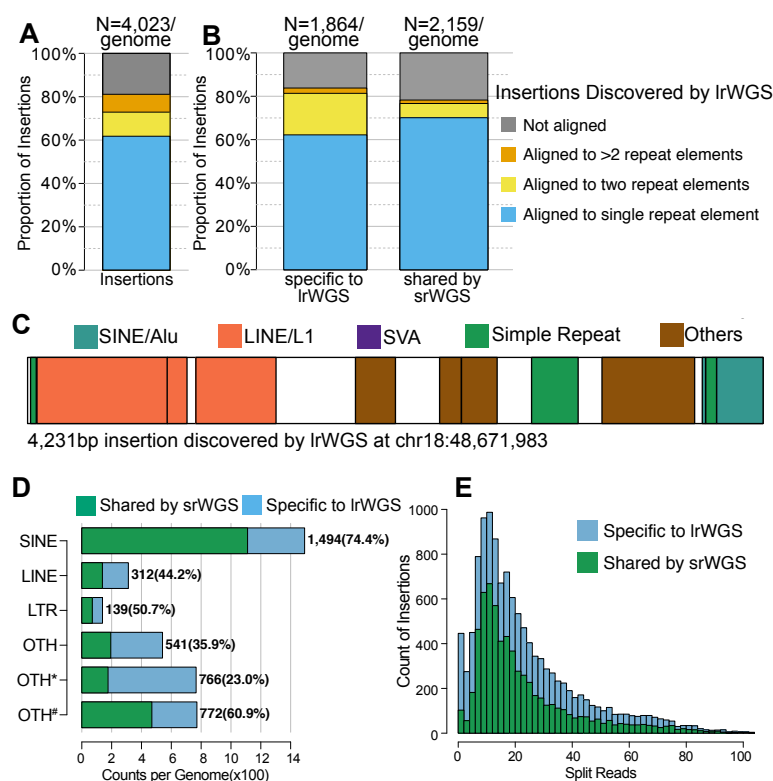 A
N=4,023/
genome
Proportion of Insertions
100%
80%
60%
40%
20%
0%
Insertions
B
N=1,864/
genome
N=2,159/
genome
Proportion of Insertions
100%
80%
60%
40%
20%
0%
specific to
lrWGS
shared by
srWGS
Insertions Discovered by lrWGS
Not aligned
Aligned to >2 repeat elements
Aligned to two repeat elements
Aligned to single repeat element
C
SINE/Alu
LINE/L1
SVA
Simple Repeat
Others
4,231bp insertion discovered by lrWGS at chr18:48,671,983
D
Shared by srWGS
Specific to lrWGS
SINE
1,494(74.4%)
LINE
312(44.2%)
LTR
139(50.7%)
OTH
541(35.9%)
OTH*
766(23.0%)
OTH#
772(60.9%)
0 2 4 6 8 10 12 14
Counts per Genome(x100)
E
Specific to lrWGS
Shared by srWGS
Count of Insertions
1000
800
600
400
200
0
0 20 40 60 80 100
Split Reads